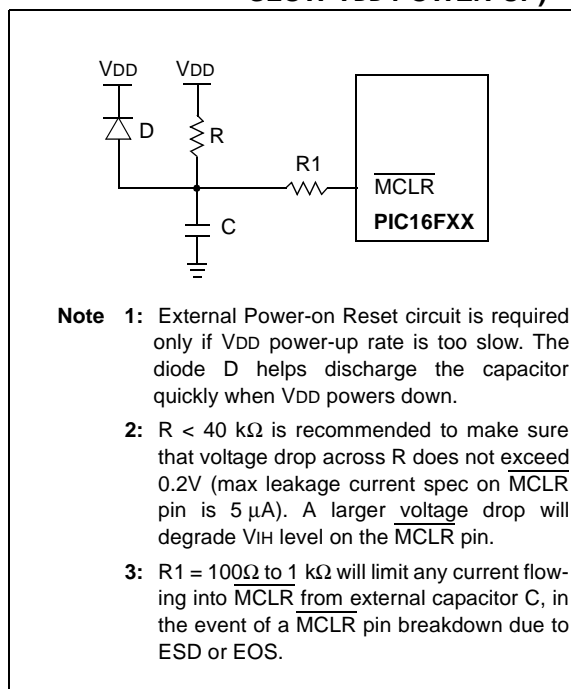 VDD VDD
D
R
R1
C
MCLR
PIC16FXX
Note 1: External Power-on Reset circuit is required
only if VDD power-up rate is too slow. The
diode D helps discharge the capacitor
quickly when VDD powers down.
2: R < 40 kΩ is recommended to make sure
that voltage drop across R does not exceed
0.2V (max leakage current spec on MCLR
pin is 5 μA). A larger voltage drop will
degrade VIH level on the MCLR pin.
3: R1 = 100Ω to 1 kΩ will limit any current flow-
ing into MCLR from external capacitor C, in
the event of a MCLR pin breakdown due to
ESD or EOS.